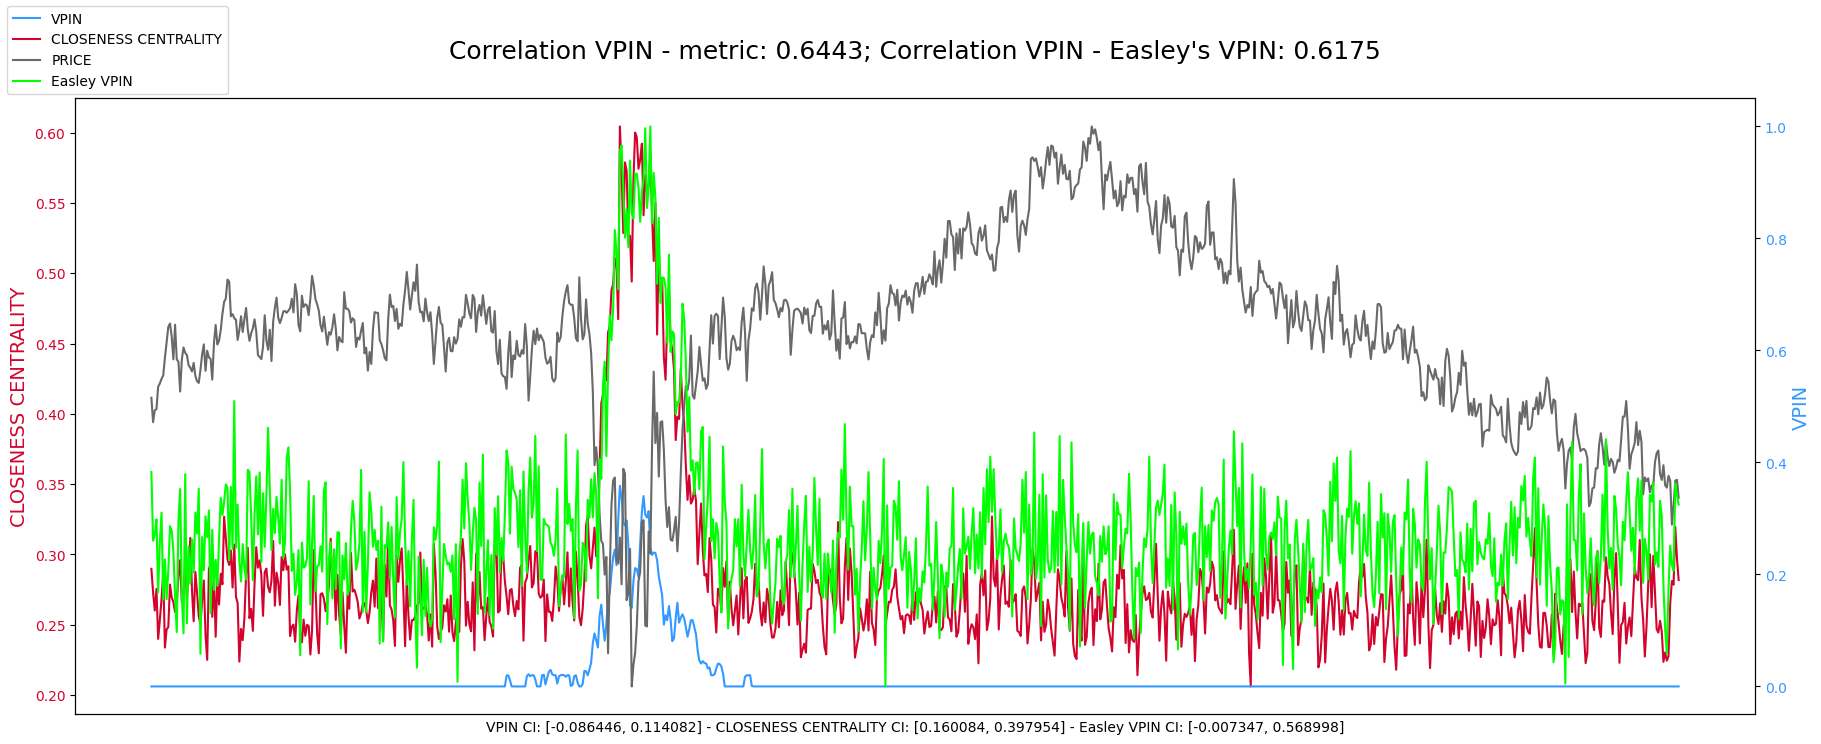 VPIN
CLOSENESS CENTRALITY
PRICE
Easley VPIN
Correlation VPIN - metric: 0.6443; Correlation VPIN - Easley's VPIN: 0.6175
CLOSENESS CENTRALITY
0.60
0.55
0.50
0.45
0.40
0.35
0.30
0.25
0.20
1.0
0.8
0.6
0.4
0.2
0.0
VPIN
VPIN CI: [-0.086446, 0.114082] - CLOSENESS CENTRALITY CI: [0.160084, 0.397954] - Easley VPIN CI: [-0.007347, 0.568998]